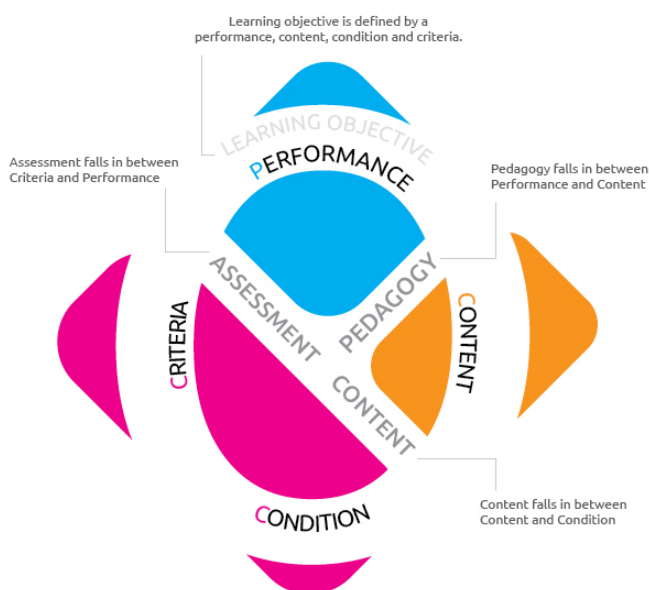 Learning objective is defined by a
performance, content, condition and criteria.
LEARNING OBJECTIVE
PERFORMANCE
Assessment falls in between
Criteria and Performance
Pedagogy falls in between
Performance and Content
ASSESSMENT
PEDAGOGY
CRITERIA
CONTENT
CONTENT
CONDITION
Content falls in between
Content and Condition